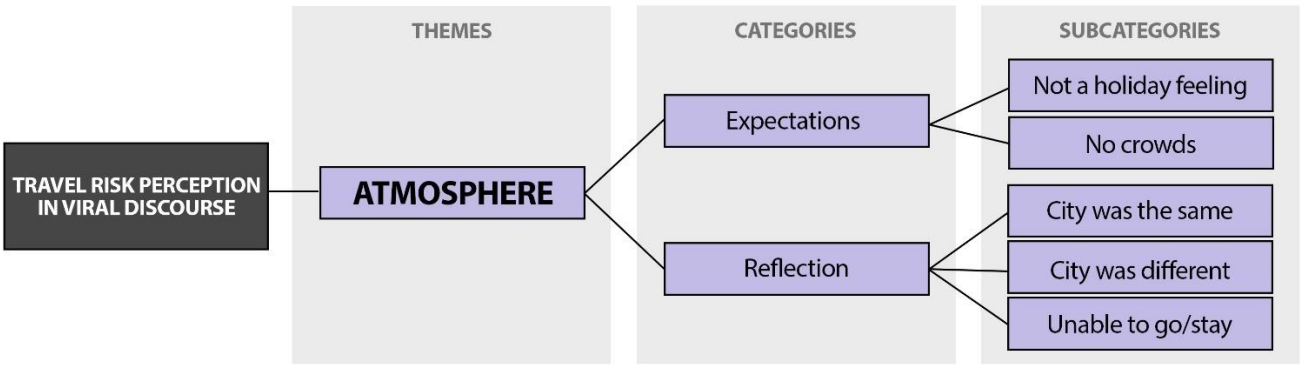 THEMES
CATEGORIES
SUBCATEGORIES
TRAVEL RISK PERCEPTION
IN VIRAL DISCOURSE
ATMOSPHERE
Expectations
Not a holiday feeling
No crowds
Reflection
City was the same
City was different
Unable to go/stay